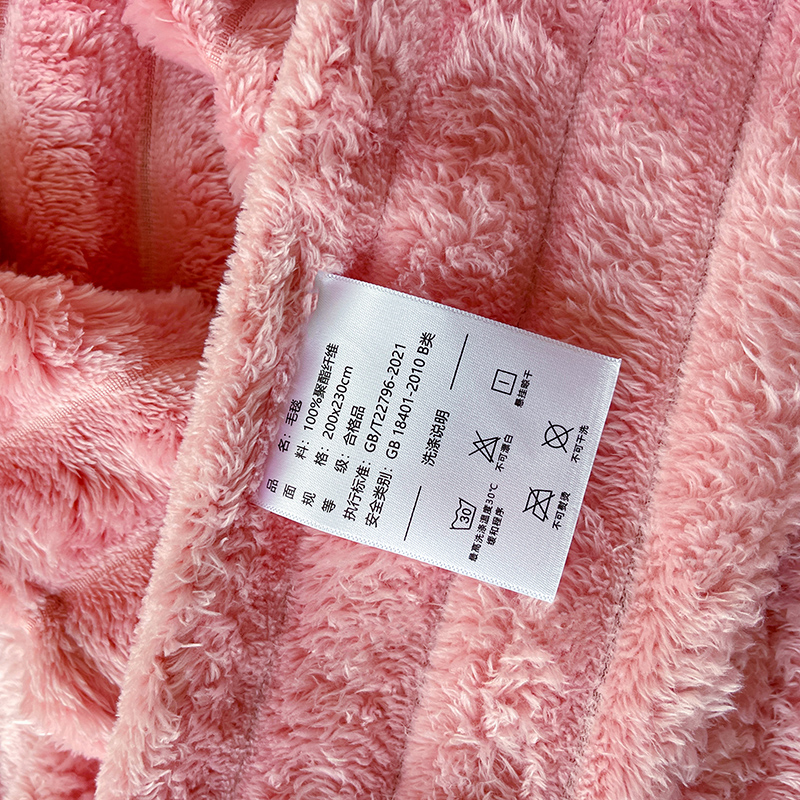 品名：毛毯
面料：100%聚酯纤维
规格：200x230cm
等级：合格品
执行标准：GB/T22796-2021
安全类别：GB 18401-2010 B类
洗涤说明
30
最高洗涤温度30℃
缓和程序
不可漂白
悬挂晾干
不可熨烫
不可干洗